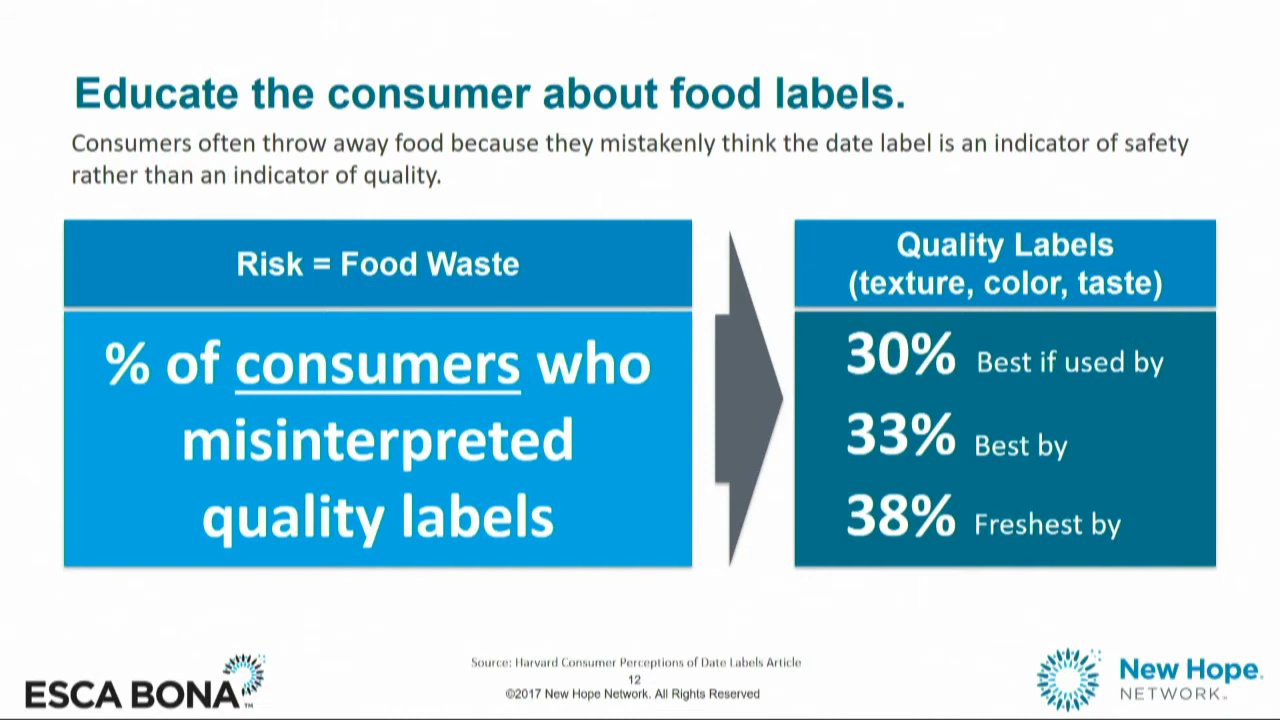 Educate the consumer about food labels.
Consumers often throw away food because they mistakenly think the date label is an indicator of safety
rather than an indicator of quality.
Risk = Food Waste
% of consumers who
misinterpreted
quality labels
Quality Labels
(texture, color, taste)
30% Best if used by
33% Best by
38% Freshest by
ESCA BONA™
Source: Harvard Consumer Perceptions of Date Labels Article
12
©2017 New Hope Network. All Rights Reserved
New Hope.
NETWORK™